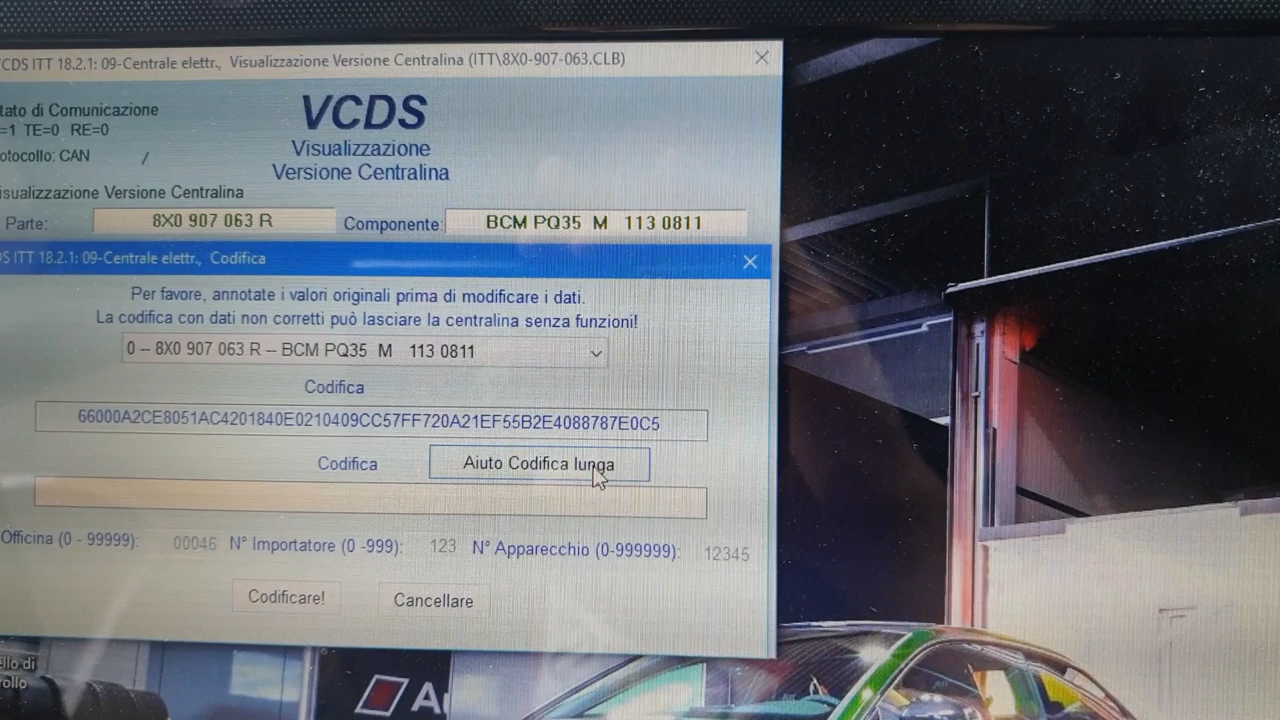 CDS ITT 18.2.1: 09-Centrale elettr., Visualizzazione Versione Centralina (ITT\8X0-907-063.CLB)
tato di Comunicazione
=1 TE=0 RE=0
otocollo: CAN /
VCDS
Visualizzazione
Versione Centralina
isualizzazione Versione Centralina
Parte: 8X0 907 063 R Componente: BCM PQ35 M 113 0811
S ITT 18.2.1: 09-Centrale elettr., Codifica
Per favore, annotate i valori originali prima di modificare i dati.
La codifica con dati non corretti può lasciare la centralina senza funzioni!
0 -- 8X0 907 063 R -- BCM PQ35 M 113 0811
Codifica
66000A2CE8051AC4201840E0210409CC57FF720A21EF55B2E4088787E0C5
Codifica Aiuto Codifica lunga
Officina (0 - 99999): 00046 N° Importatore (0 -999): 123 N° Apparecchio (0-999999): 12345
Codificare! Cancellare
ello di
rollo